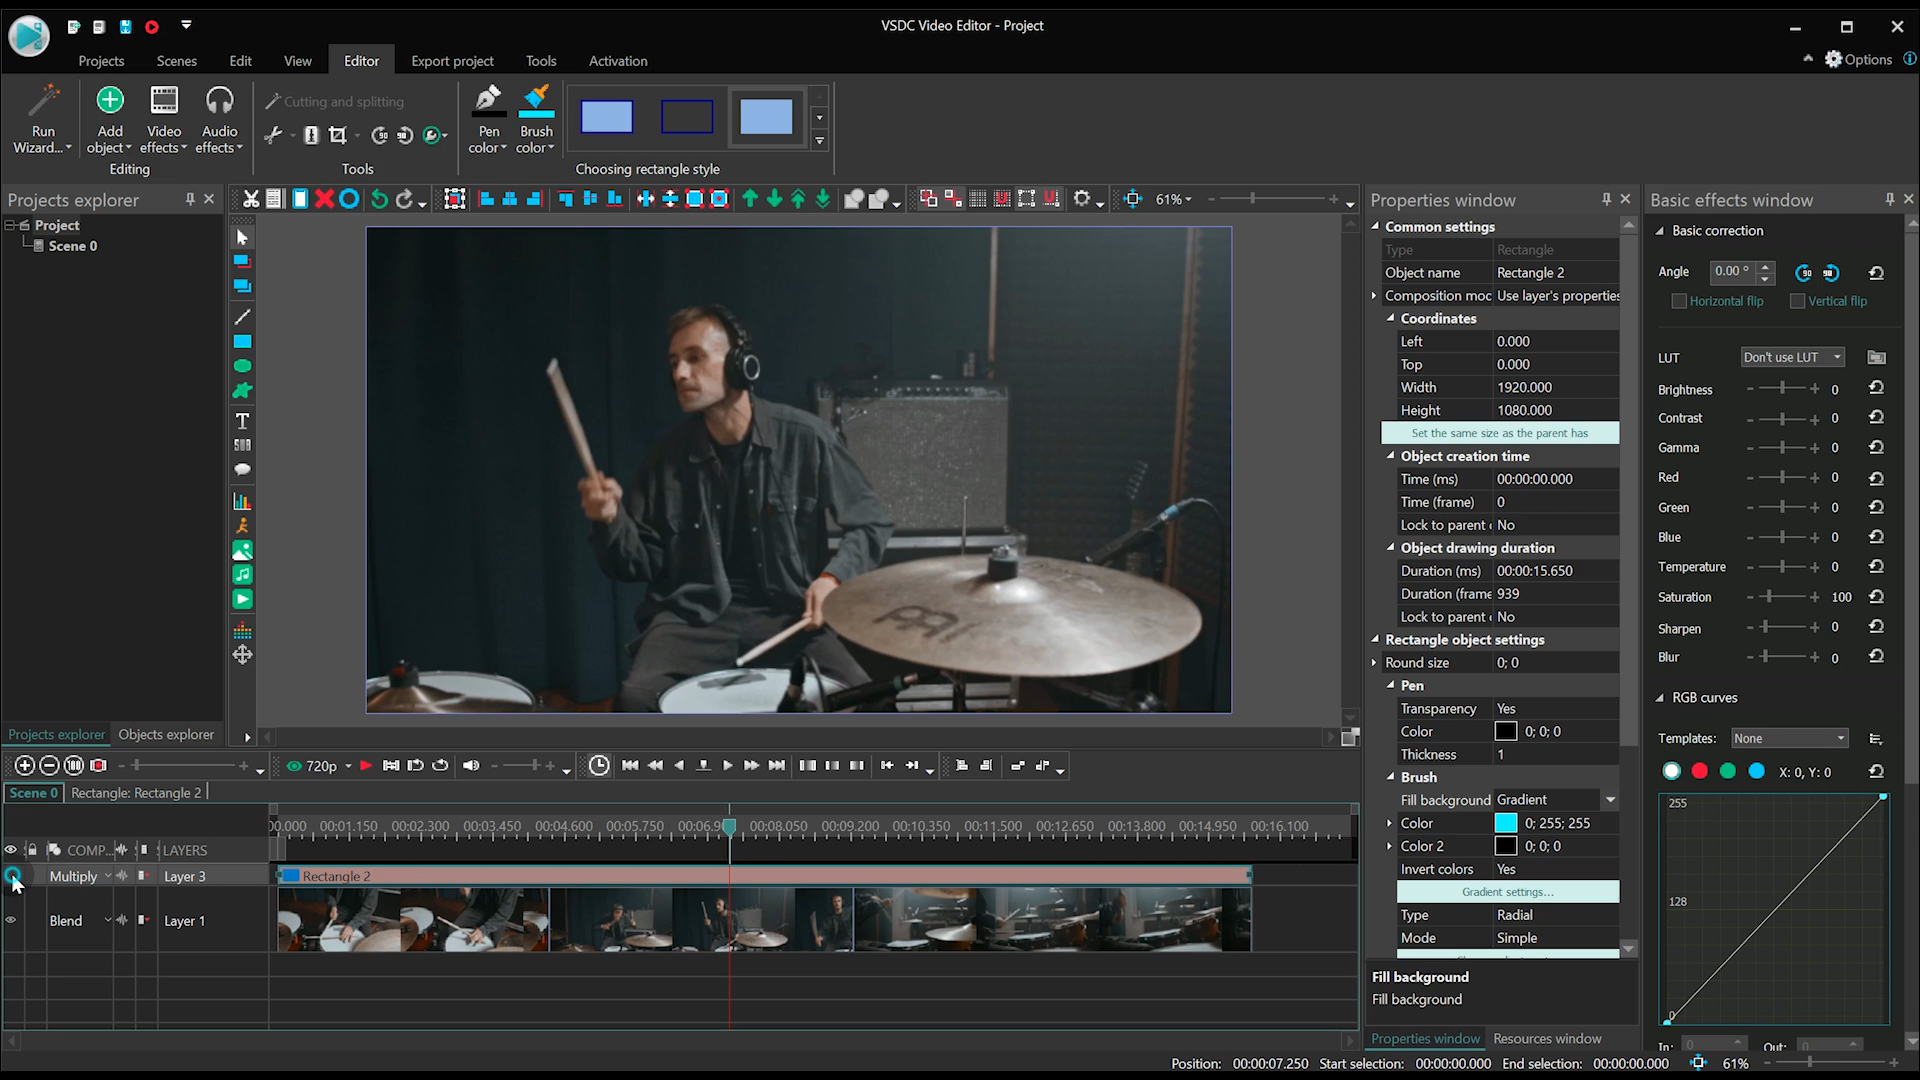 VSDC Video Editor - Project
Projects Scenes Edit View Editor Export project Tools Activation Options
Run Wizard...
Add object
Video effects
Audio effects
Editing
Cutting and splitting
Tools
Pen color
Brush color
Choosing rectangle style
Projects explorer
Project
Scene 0
Projects explorer Objects explorer
61%
Properties window
Common settings
Type Rectangle
Object name Rectangle 2
Composition moc Use layer's properties
Coordinates
Left 0.000
Top 0.000
Width 1920.000
Height 1080.000
Set the same size as the parent has
Object creation time
Time (ms) 00:00:00.000
Time (frame) 0
Lock to parent No
Object drawing duration
Duration (ms) 00:00:15.650
Duration (frame 939
Lock to parent No
Rectangle object settings
Round size 0; 0
Pen
Transparency Yes
Color 0; 0; 0
Thickness 1
Brush
Fill background Gradient
Color 0; 255; 255
Color 2 0; 0; 0
Invert colors Yes
Gradient settings...
Type Radial
Mode Simple
Fill background
Fill background
Properties window Resources window
Basic effects window
Basic correction
Angle 0.00 °
90 90
Horizontal flip Vertical flip
LUT Don't use LUT
Brightness - + 0
Contrast - + 0
Gamma - + 0
Red - + 0
Green - + 0
Blue - + 0
Temperature - + 0
Saturation - + 100
Sharpen - + 0
Blur - + 0
RGB curves
Templates: None
X: 0, Y: 0
255
128
0
In: 0 Out: 0
720p
Scene 0 Rectangle: Rectangle 2
00:01.150 00:02.300 00:03.450 00:04.600 00:05.750 00:08.050 00:09.200 00:10.350 00:11.500 00:12.650 00:13.800 00:14.950 00:16.100
COMP... LAYERS
Multiply Layer 3 Rectangle 2
Blend Layer 1
Position: 00:00:07.250 Start selection: 00:00:00.000 End selection: 00:00:00.000 61%